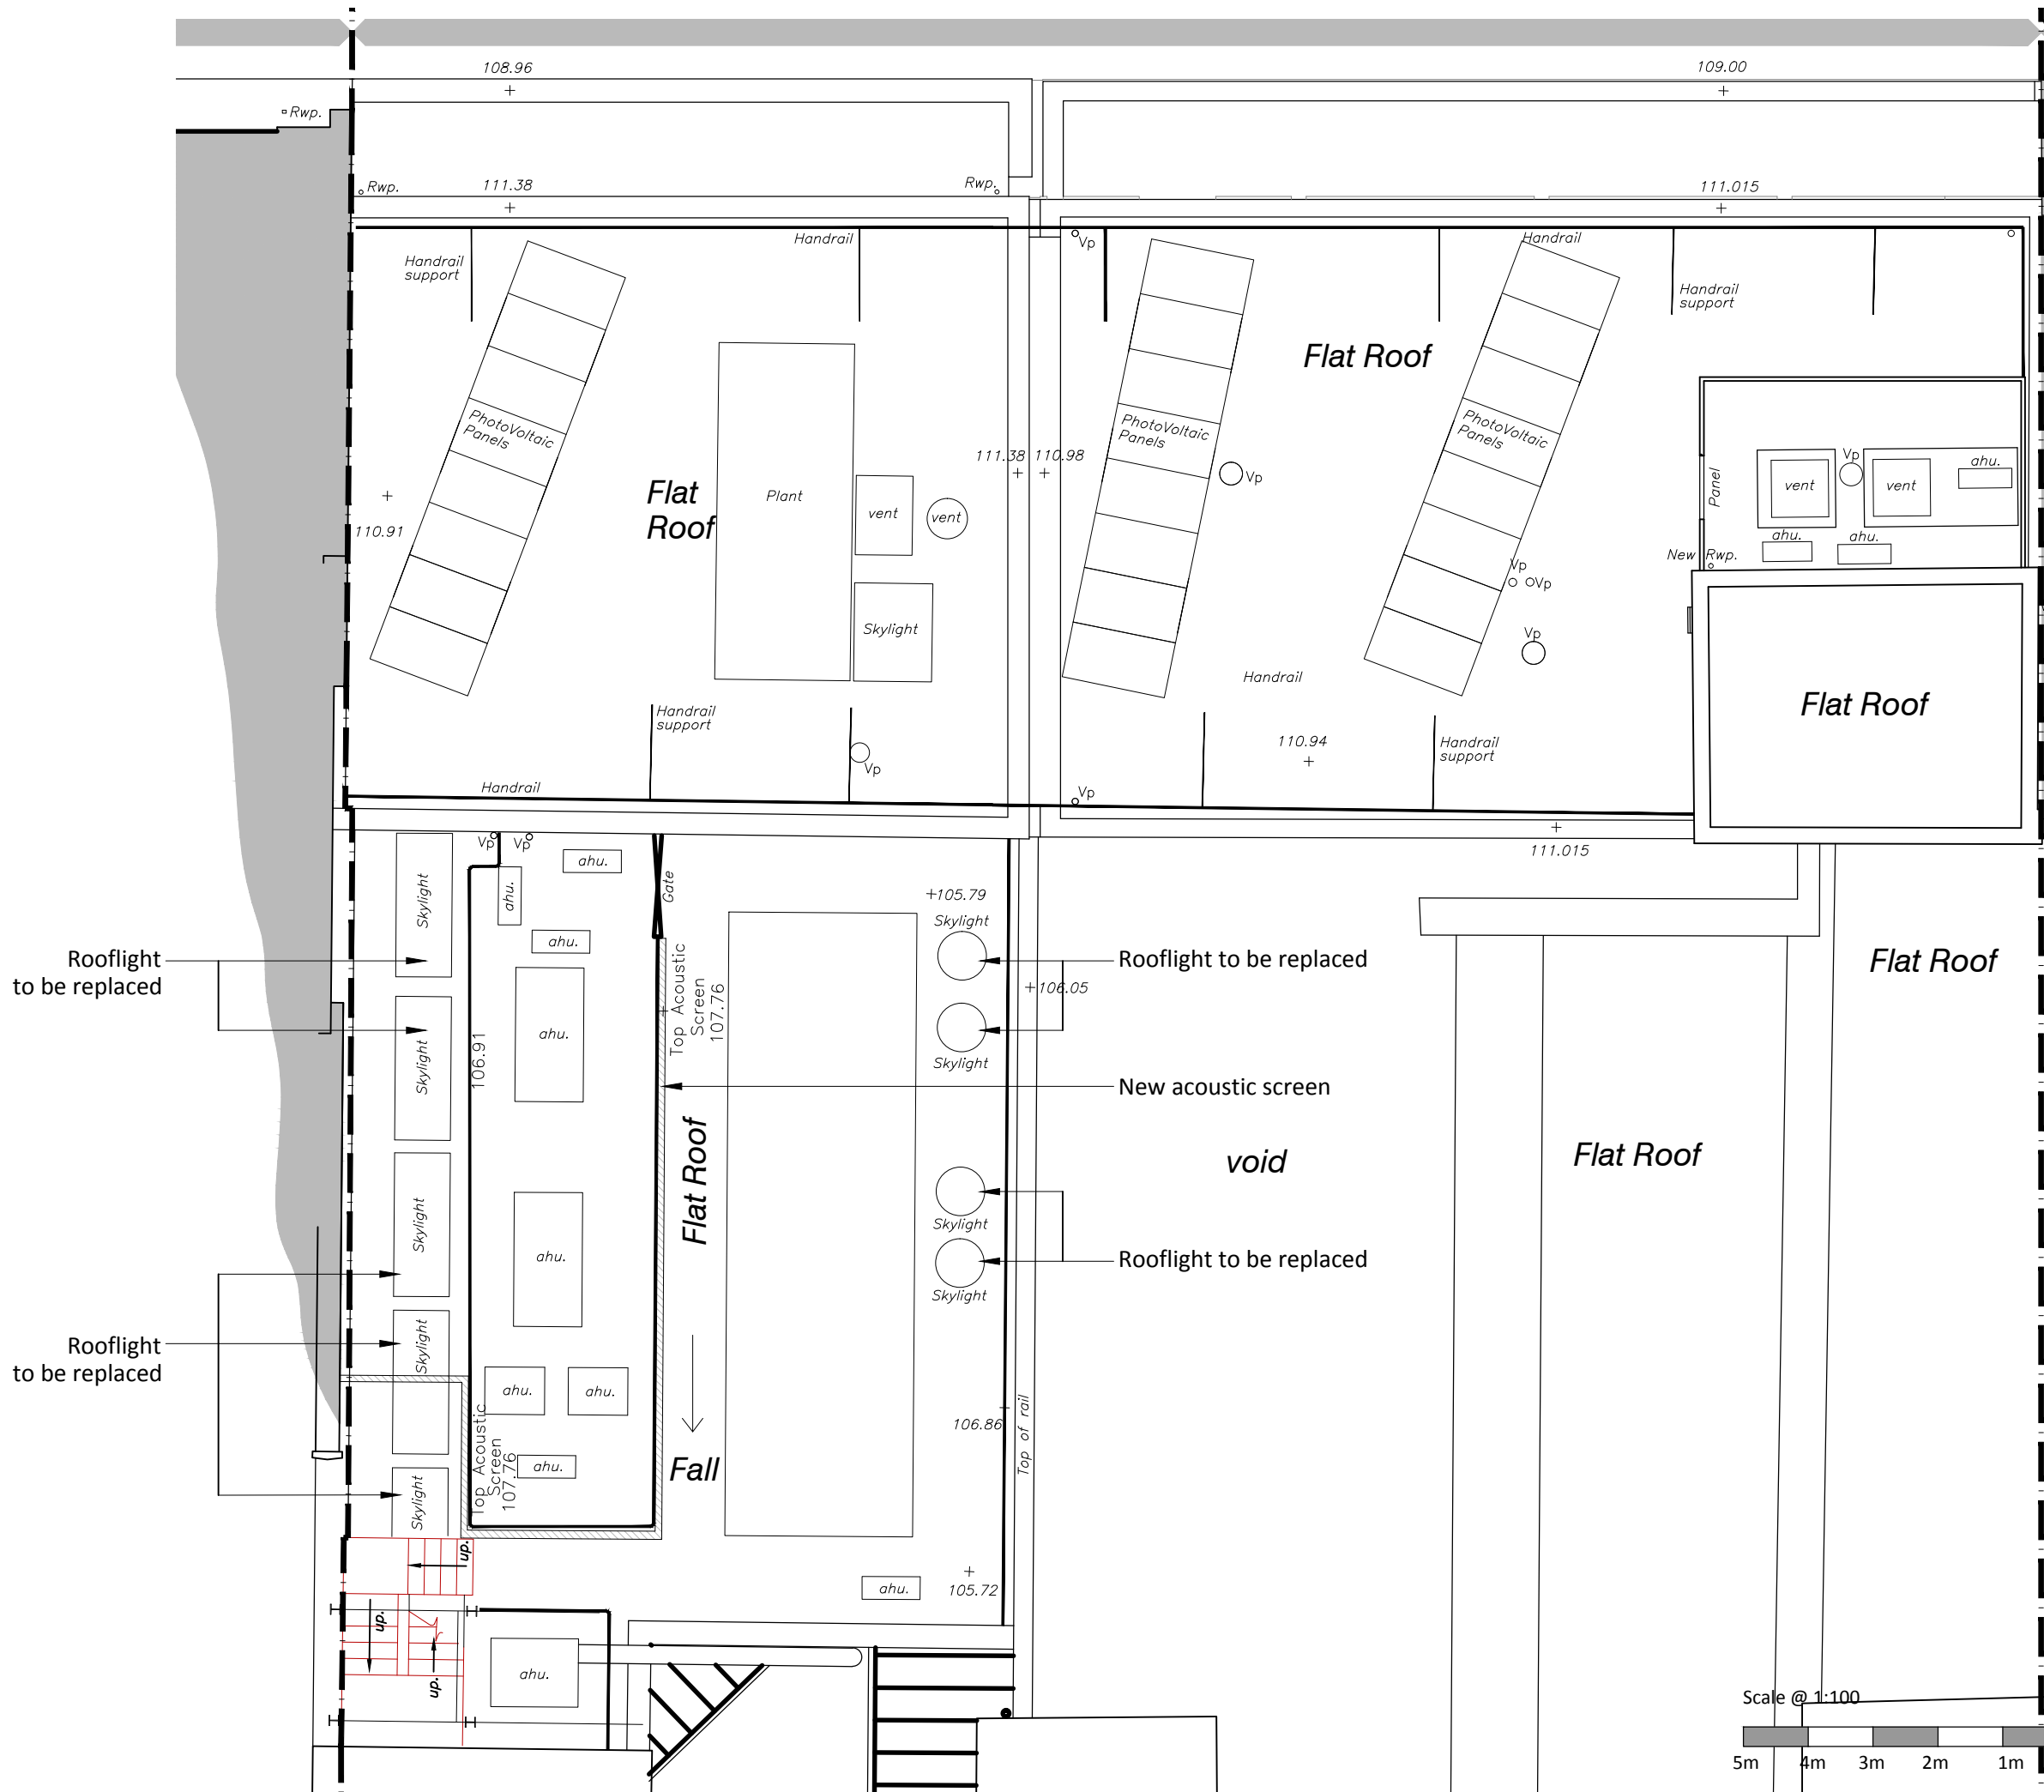 108.96
109.00
Rwp.
Rwp.
111.38
Rwp.
111.015
Handrail
support
Handrail
Vp
Handrail
Handrail
support
Flat Roof
PhotoVoltaic
Panels
PhotoVoltaic
Panels
PhotoVoltaic
Panels
111.38
110.98
Vp
Vp
ahu.
vent
vent
Panel
Flat
Roof
Plant
vent
vent
110.91
ahu.
ahu.
New Rwp.
Vp
Vp
Skylight
Vp
Handrail
Flat Roof
Handrail
support
110.94
Handrail
support
Vp
Handrail
Vp
Vp
Vp
111.015
ahu.
ahu.
Gate
Skylight
105.79
Skylight
ahu.
Rooflight
to be replaced
Rooflight to be replaced
Flat Roof
Top Acoustic
Screen
107.76
106.05
ahu.
106.91
Skylight
Skylight
New acoustic screen
Flat Roof
void
Flat Roof
Skylight
Skylight
ahu.
Rooflight to be replaced
Skylight
Rooflight
to be replaced
Skylight
ahu.
ahu.
106.86
Top of rail
Top Acoustic
Screen
107.76
ahu.
Fall
Skylight
up.
ahu.
105.72
up.
up.
ahu.
Scale @ 1:100
5m
4m
3m
2m
1m